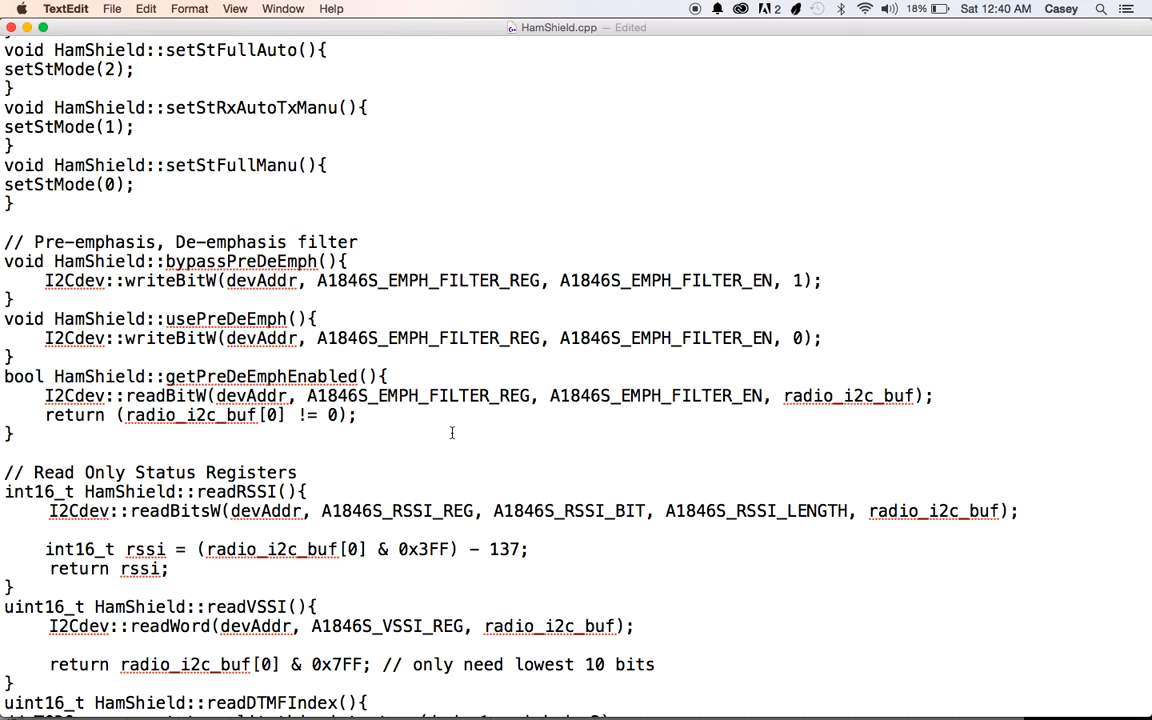 TextEdit File Edit Format View Window Help 2 18% Sat 12:40 AM Casey
HamShield.cpp — Edited
void HamShield::setStFullAuto(){
setStMode(2);
}
void HamShield::setStRxAutoTxManu(){
setStMode(1);
}
void HamShield::setStFullManu(){
setStMode(0);
}
// Pre-emphasis, De-emphasis filter
void HamShield::bypassPreDeEmph(){
I2Cdev::writeBitW(devAddr, A1846S_EMPH_FILTER_REG, A1846S_EMPH_FILTER_EN, 1);
}
void HamShield::usePreDeEmph(){
I2Cdev::writeBitW(devAddr, A1846S_EMPH_FILTER_REG, A1846S_EMPH_FILTER_EN, 0);
}
bool HamShield::getPreDeEmphEnabled(){
I2Cdev::readBitW(devAddr, A1846S_EMPH_FILTER_REG, A1846S_EMPH_FILTER_EN, radio_i2c_buf);
return (radio_i2c_buf[0] != 0);
}
// Read Only Status Registers
int16_t HamShield::readRSSI(){
I2Cdev::readBitsW(devAddr, A1846S_RSSI_REG, A1846S_RSSI_BIT, A1846S_RSSI_LENGTH, radio_i2c_buf);
int16_t rssi = (radio_i2c_buf[0] & 0x3FF) - 137;
return rssi;
}
uint16_t HamShield::readVSSI(){
I2Cdev::readWord(devAddr, A1846S_VSSI_REG, radio_i2c_buf);
return radio_i2c_buf[0] & 0x7FF; // only need lowest 10 bits
}
uint16_t HamShield::readDTMFIndex(){